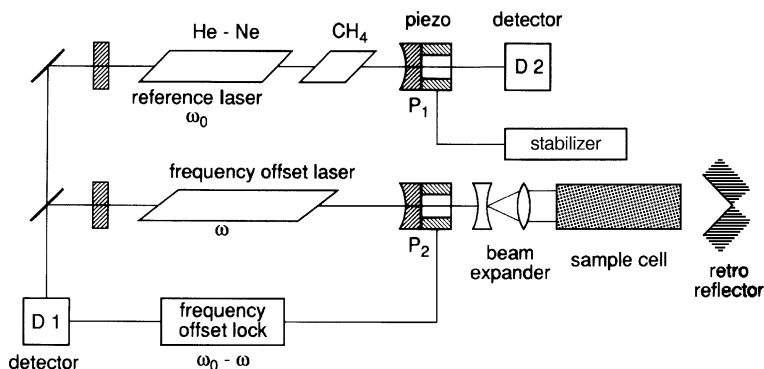 He - Ne
CH4
piezo
detector
D 2
reference laser
ω0
P1
stabilizer
frequency offset laser
ω
P2
beam
expander
sample cell
retro
reflector
D 1
detector
frequency
offset lock
ω0 - ω